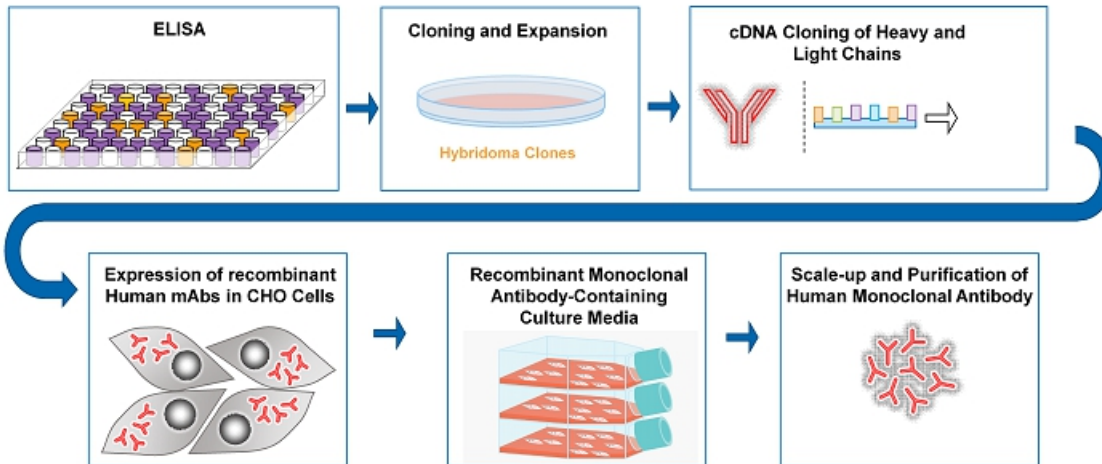 ELISA
Cloning and Expansion
Hybridoma Clones
cDNA Cloning of Heavy and
Light Chains
Expression of recombinant
Human mAbs in CHO Cells
Recombinant Monoclonal
Antibody-Containing
Culture Media
Scale-up and Purification of
Human Monoclonal Antibody